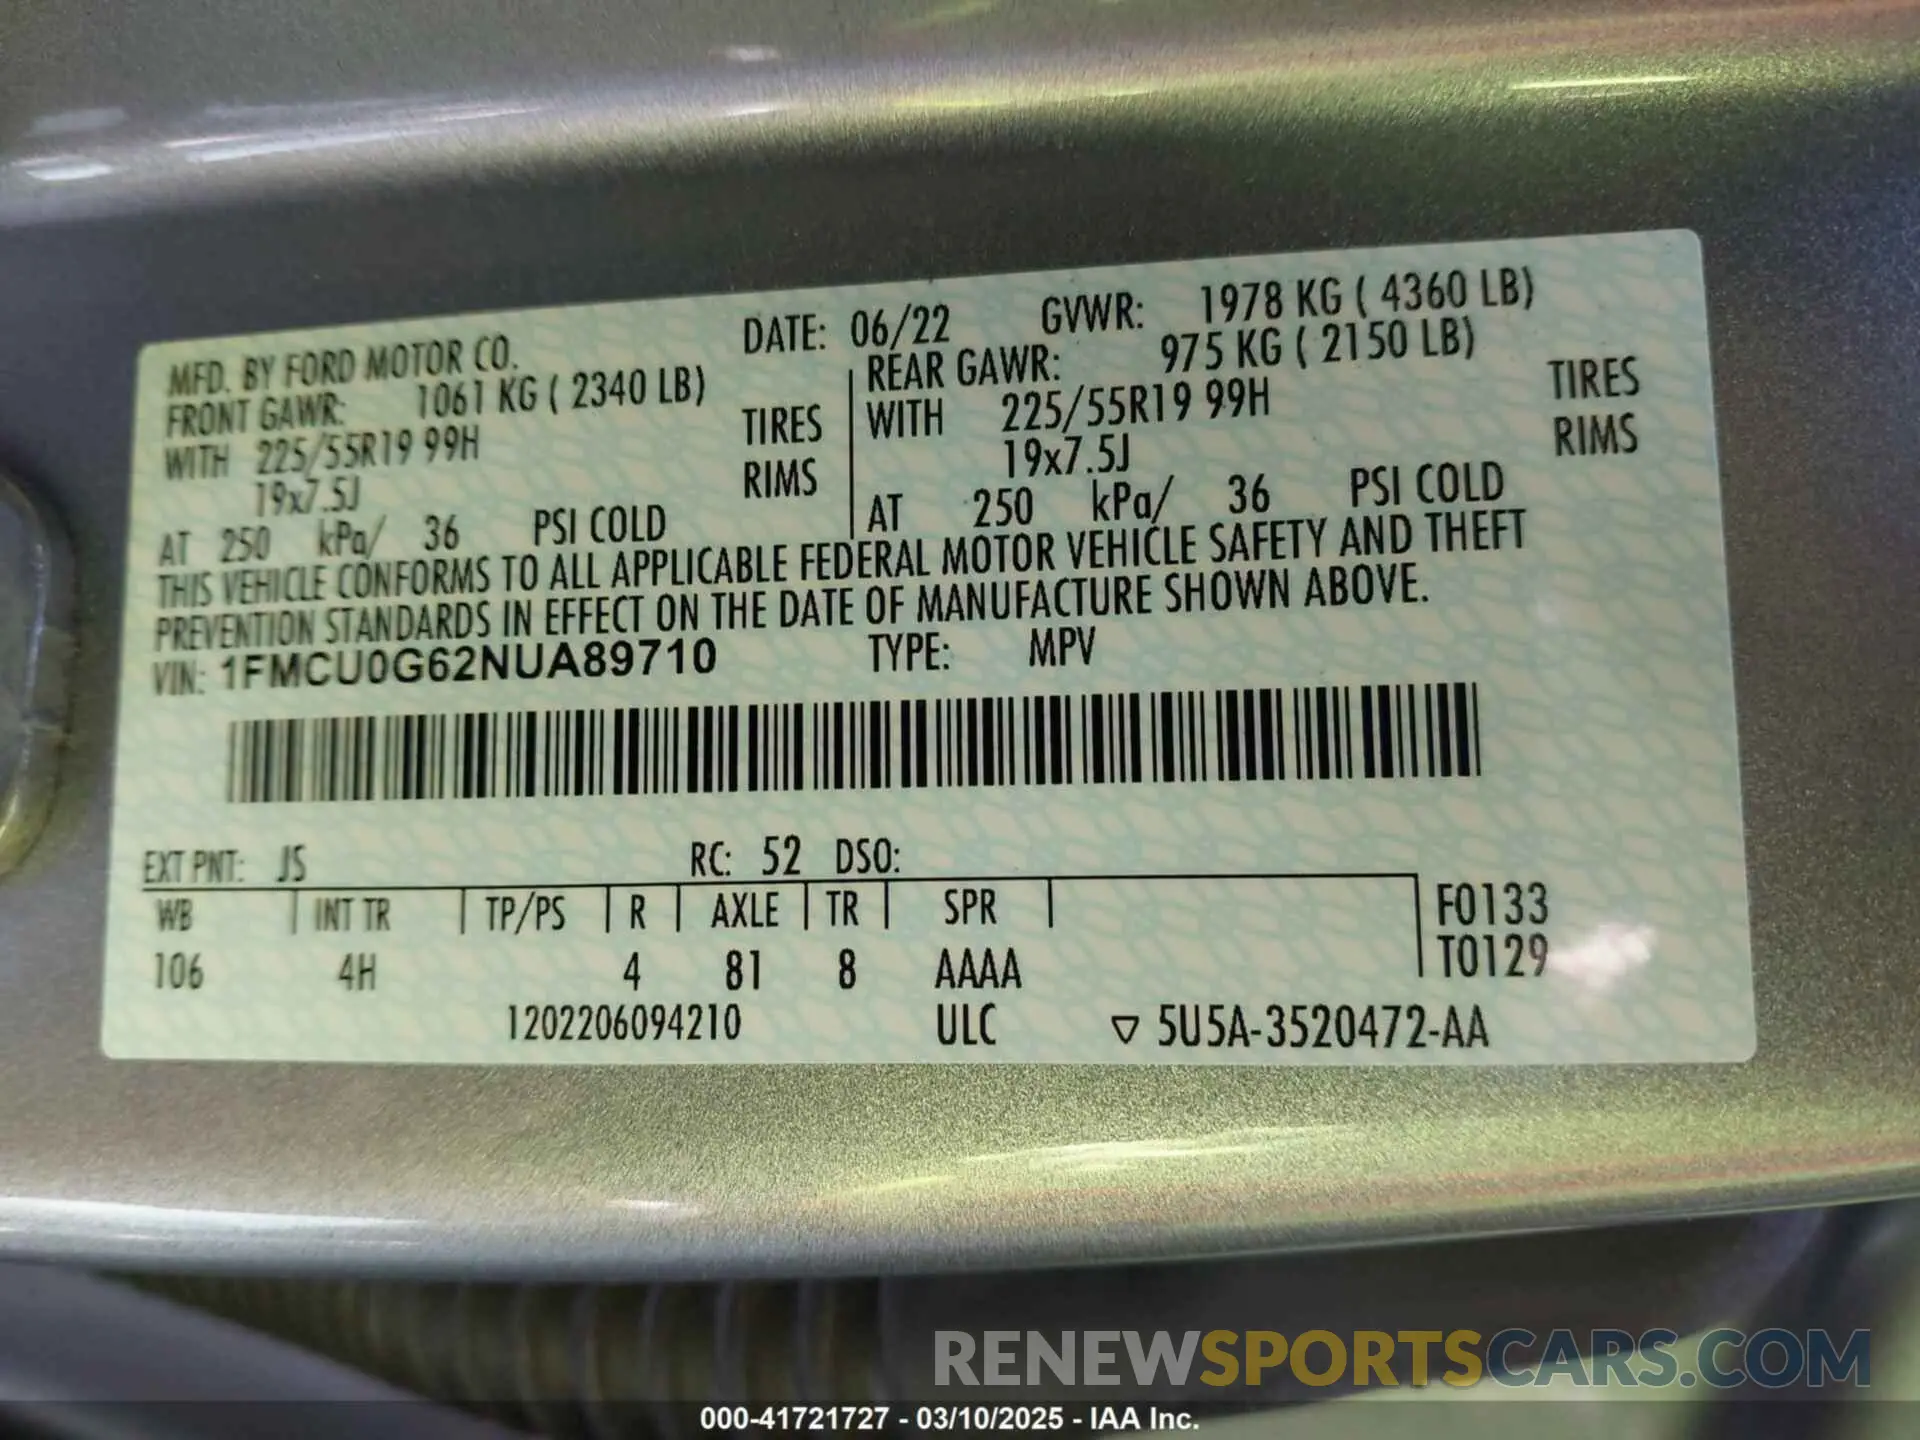 MFD. BY FORD MOTOR CO.
DATE: 06/22 GVWR: 1978 KG ( 4360 LB)
FRONT GAWR: 1061 KG ( 2340 LB)
WITH 225/55R19 99H TIRES
19x7.5J RIMS
AT 250 kPa/ 36 PSI COLD
REAR GAWR: 975 KG ( 2150 LB)
WITH 225/55R19 99H TIRES
19x7.5J RIMS
AT 250 kPa/ 36 PSI COLD
THIS VEHICLE CONFORMS TO ALL APPLICABLE FEDERAL MOTOR VEHICLE SAFETY AND THEFT
PREVENTION STANDARDS IN EFFECT ON THE DATE OF MANUFACTURE SHOWN ABOVE.
VIN: 1FMCU0G62NUA89710 TYPE: MPV
EXT PNT: JS RC: 52 DSO:
WB INT TR TP/PS R AXLE TR SPR F0133
T0129
106 4H 4 81 8 AAAA
1202206094210 ULC ▽ 5U5A-3520472-AA
RENEWSPORTSCARS.COM
000-41721727 - 03/10/2025 - IAA Inc.